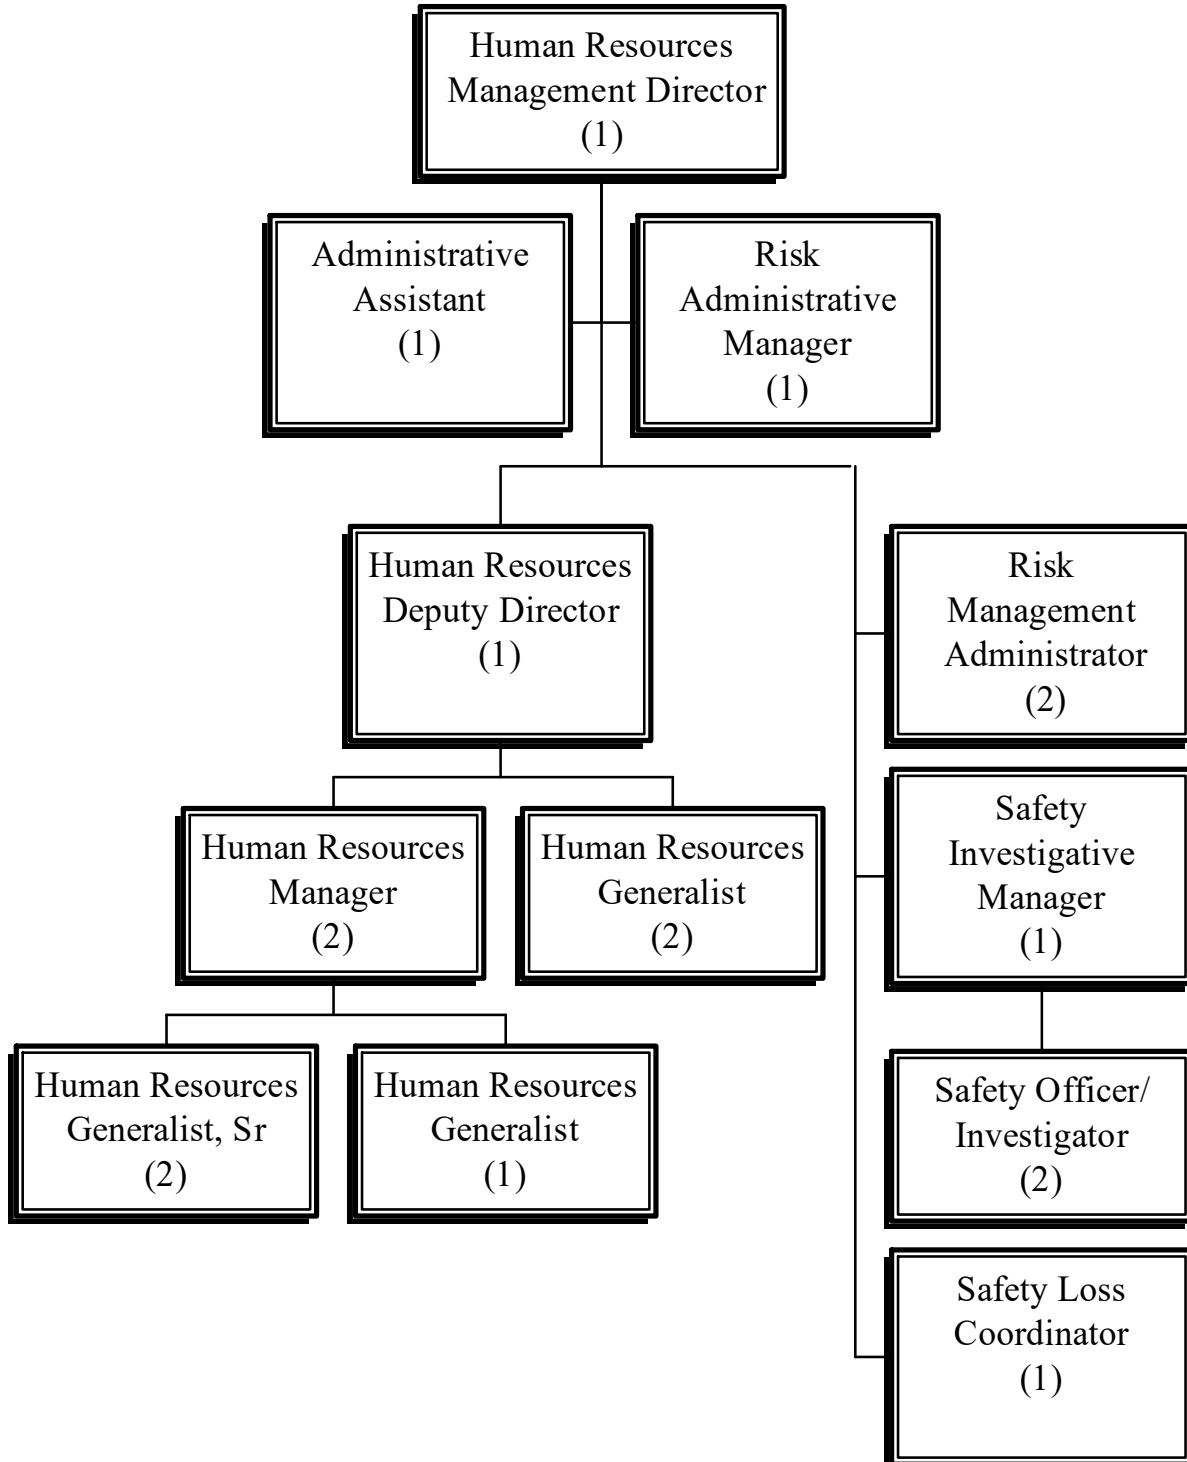 Human Resources
Management Director
(1)
Administrative
Assistant
(1)
Risk
Administrative
Manager
(1)
Human Resources
Deputy Director
(1)
Risk
Management
Administrator
(2)
Human Resources
Manager
(2)
Human Resources
Generalist
(2)
Safety
Investigative
Manager
(1)
Human Resources
Generalist, Sr
(2)
Human Resources
Generalist
(1)
Safety Officer/
Investigator
(2)
Safety Loss
Coordinator
(1)